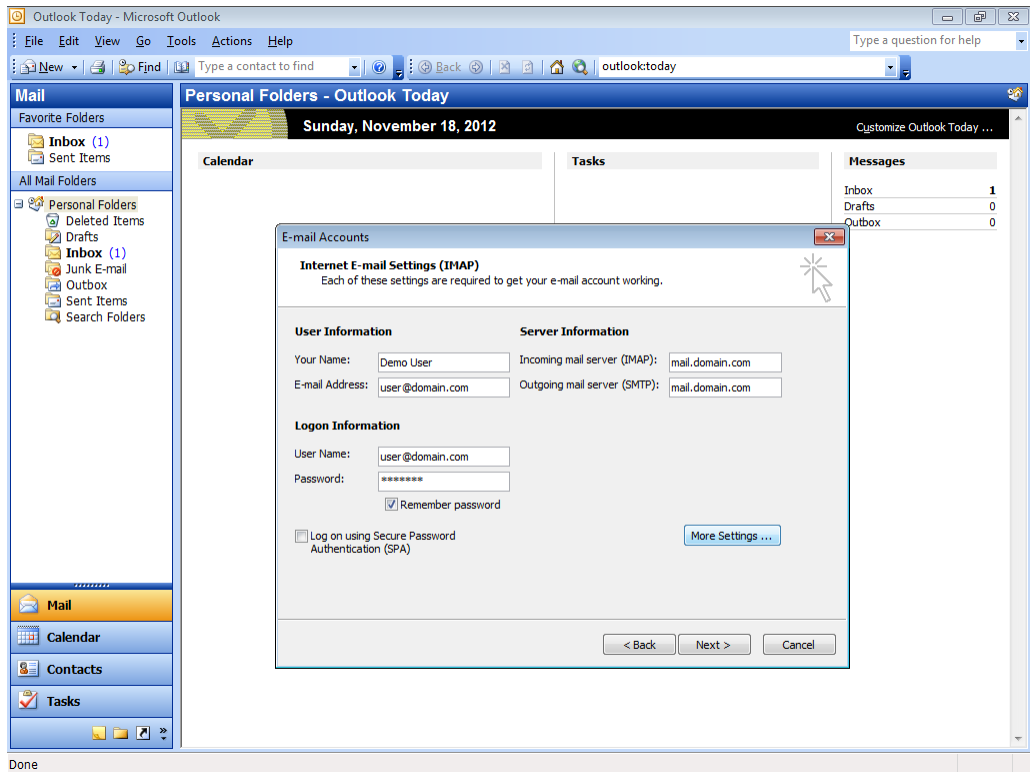 Outlook Today - Microsoft Outlook
File Edit View Go Tools Actions Help
Type a question for help
New Find Type a contact to find Back outlook:today
Mail
Personal Folders - Outlook Today
Favorite Folders
Inbox (1)
Sent Items
All Mail Folders
Personal Folders
Deleted Items
Drafts
Inbox (1)
Junk E-mail
Outbox
Sent Items
Search Folders
Mail
Calendar
Contacts
Tasks
Sunday, November 18, 2012
Customize Outlook Today ...
Calendar
Tasks
Messages
Inbox 1
Drafts 0
Outbox 0
E-mail Accounts
Internet E-mail Settings (IMAP)
Each of these settings are required to get your e-mail account working.
User Information
Your Name: Demo User
E-mail Address: user@domain.com
Server Information
Incoming mail server (IMAP): mail.domain.com
Outgoing mail server (SMTP): mail.domain.com
Logon Information
User Name: user@domain.com
Password: *******
Remember password
Log on using Secure Password
Authentication (SPA)
More Settings ...
< Back Next > Cancel
Done